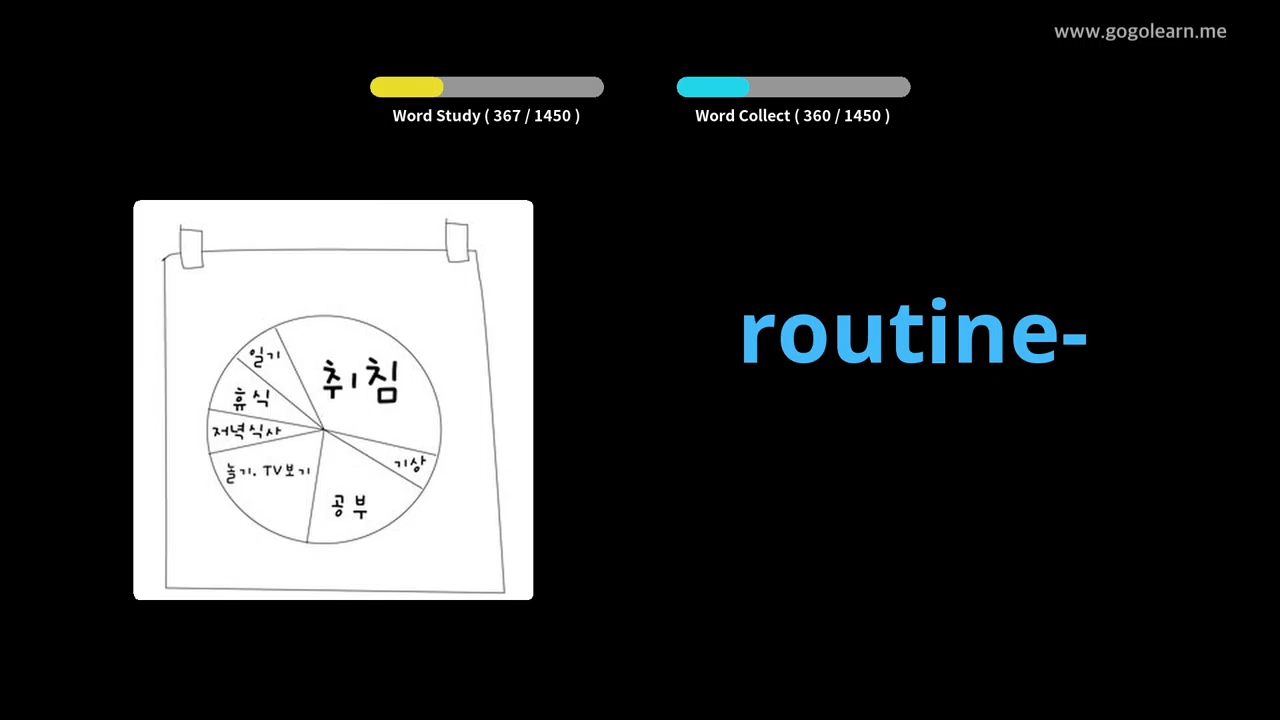 www.gogolearn.me
Word Study ( 367 / 1450 )
Word Collect ( 360 / 1450 )
routine-
일기
취침
휴식
저녁식사
놀기. TV보기
기상
공부